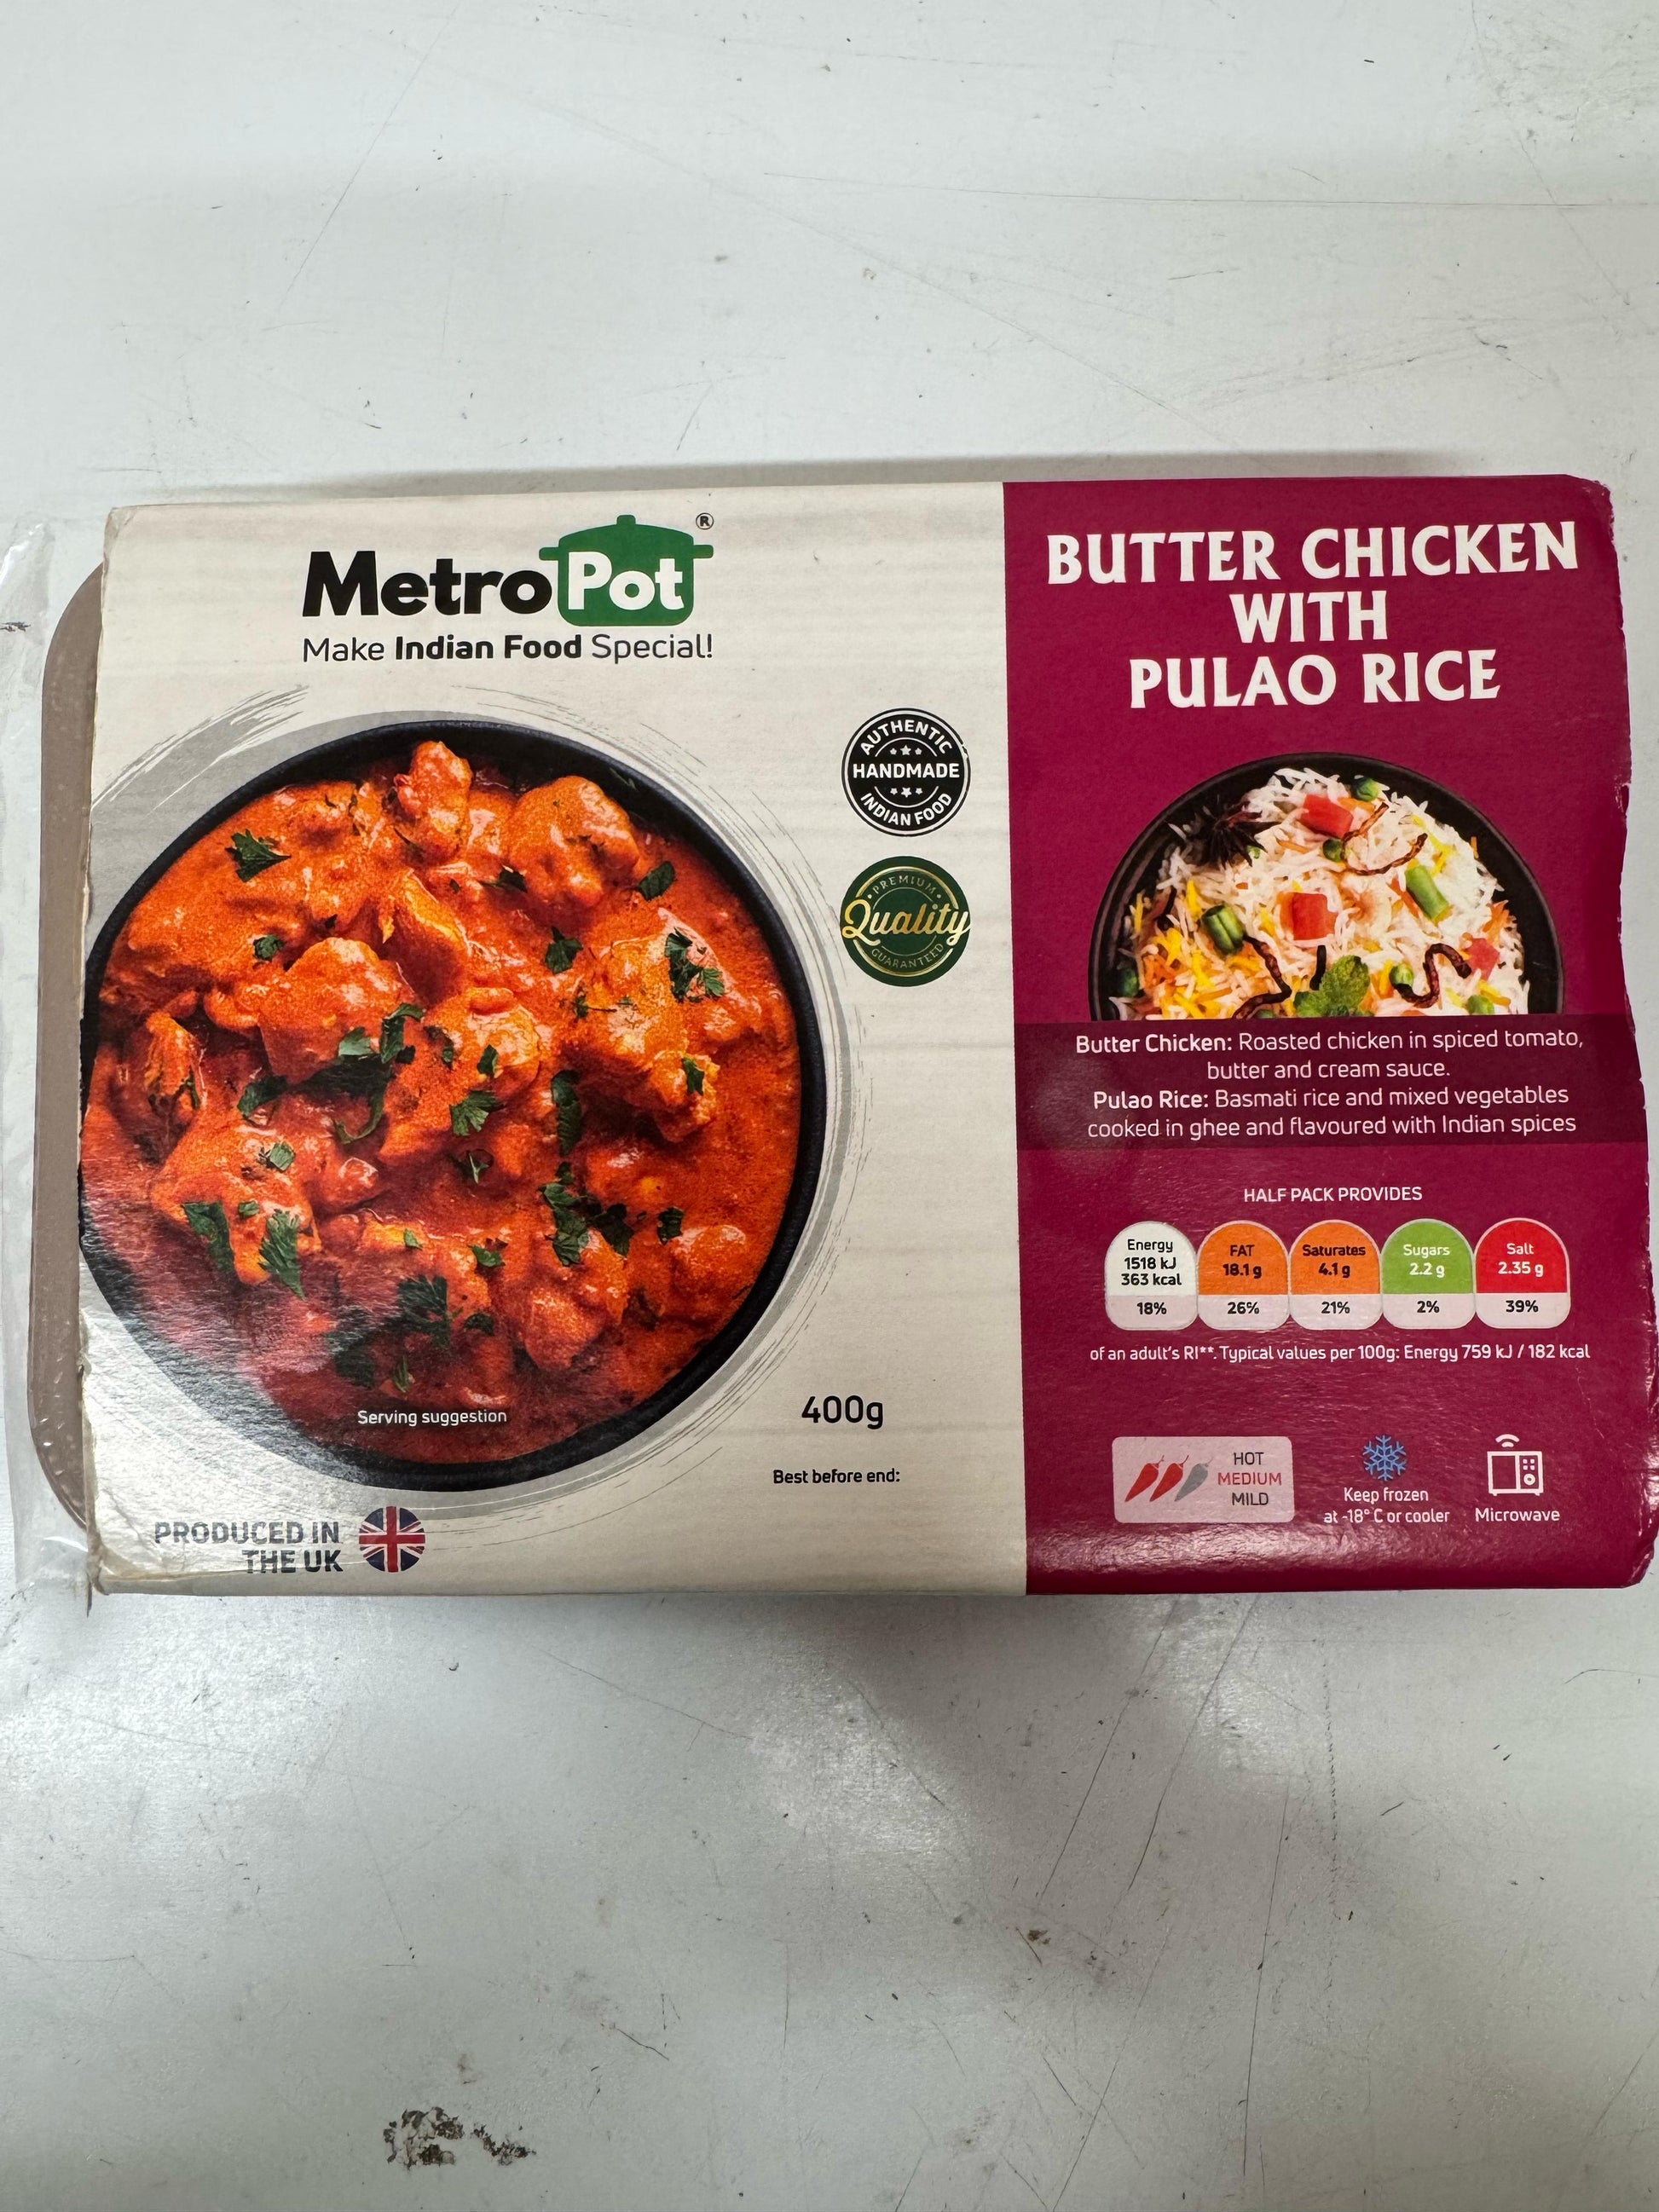 MetroPot®
Make Indian Food Special!
AUTHENTIC
HANDMADE
INDIAN FOOD
PREMIUM
Quality
GUARANTEED
Serving suggestion
400g
Best before end:
PRODUCED IN
THE UK
BUTTER CHICKEN
WITH
PULAO RICE
Butter Chicken: Roasted chicken in spiced tomato,
butter and cream sauce.
Pulao Rice: Basmati rice and mixed vegetables
cooked in ghee and flavoured with Indian spices
HALF PACK PROVIDES
Energy
1518 kJ
363 kcal
18%
FAT
18.1 g
26%
Saturates
4.1 g
21%
Sugars
2.2 g
2%
Salt
2.35 g
39%
of an adult's RI**. Typical values per 100g: Energy 759 kJ / 182 kcal
HOT
MEDIUM
MILD
Keep frozen
at -18° C or cooler
Microwave